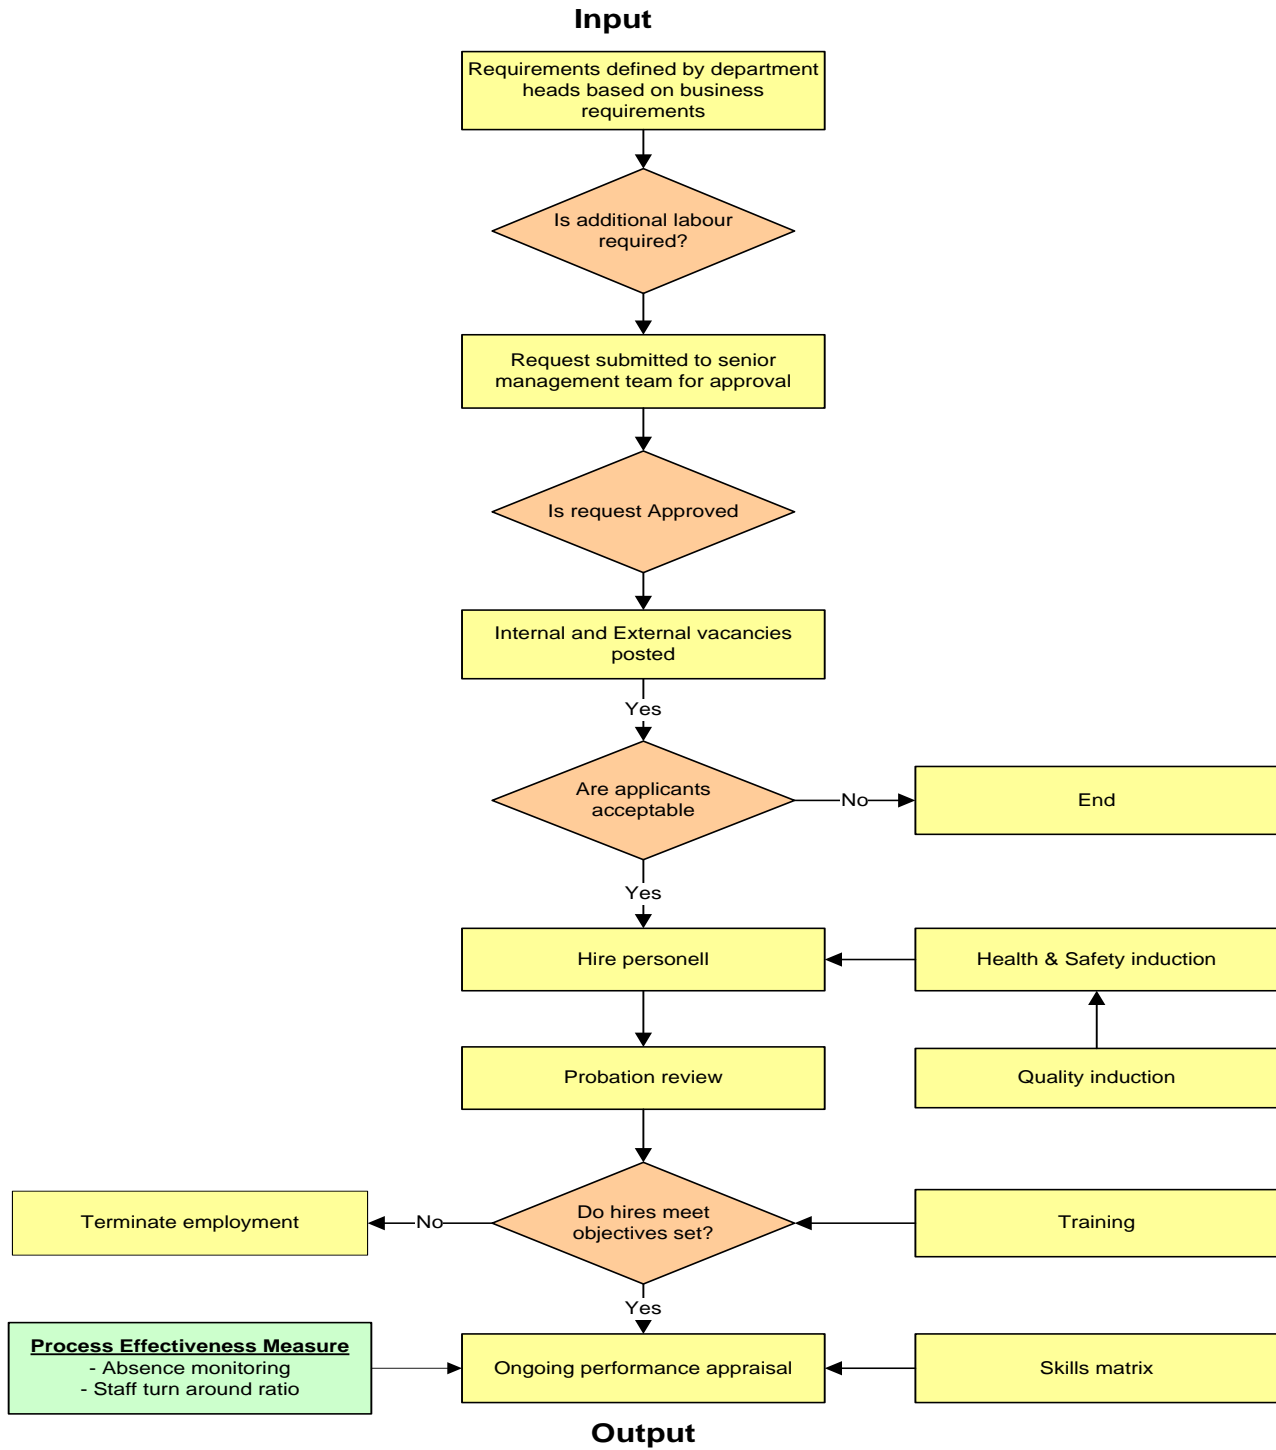 Input
Requirements defined by department
heads based on business
requirements
Is additional labour
required?
Request submitted to senior
management team for approval
Is request Approved
Internal and External vacancies
posted
Yes
Are applicants
acceptable
No
End
Yes
Hire personell
Health & Safety induction
Probation review
Quality induction
Terminate employment
No
Do hires meet
objectives set?
Training
Yes
Process Effectiveness Measure
- Absence monitoring
- Staff turn around ratio
Ongoing performance appraisal
Skills matrix
Output